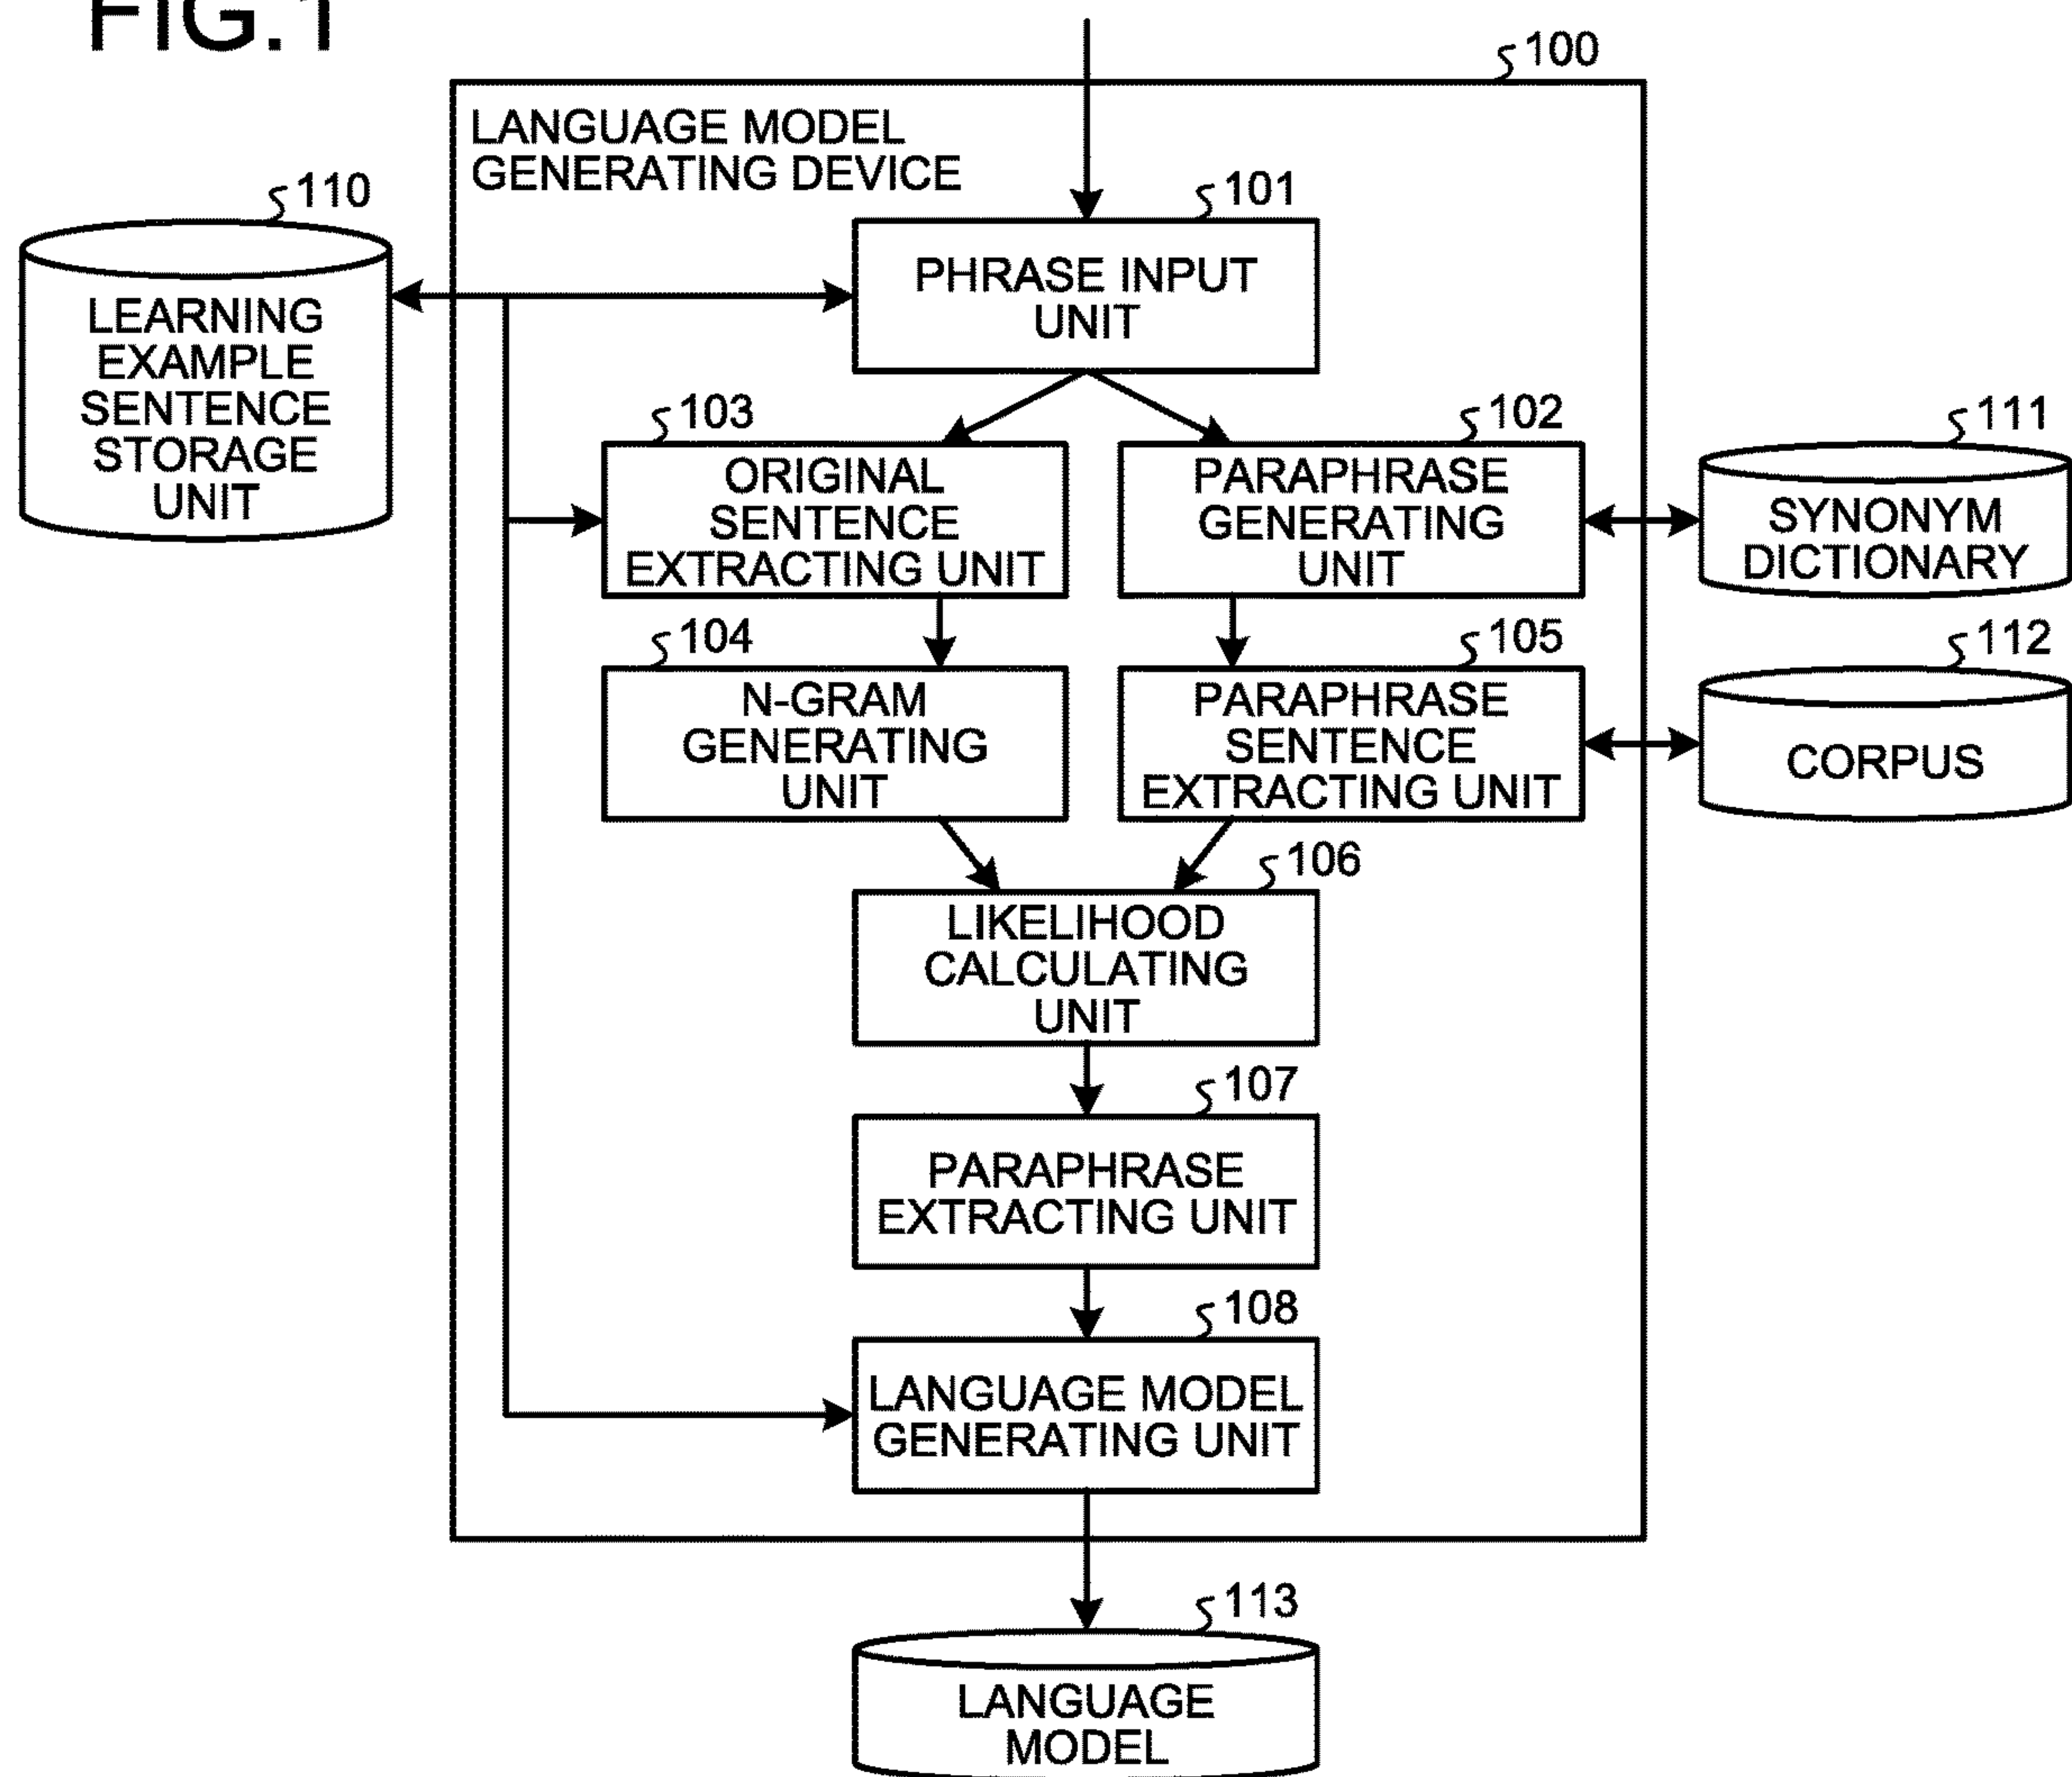 FIG.1
100
LANGUAGE MODEL
GENERATING DEVICE
110
101
LEARNING
EXAMPLE
SENTENCE
STORAGE
UNIT
PHRASE INPUT
UNIT
103
102
111
ORIGINAL
SENTENCE
EXTRACTING UNIT
PARAPHRASE
GENERATING
UNIT
SYNONYM
DICTIONARY
104
105
112
N-GRAM
GENERATING
UNIT
PARAPHRASE
SENTENCE
EXTRACTING UNIT
CORPUS
106
LIKELIHOOD
CALCULATING
UNIT
107
PARAPHRASE
EXTRACTING UNIT
108
LANGUAGE MODEL
GENERATING UNIT
113
LANGUAGE
MODEL